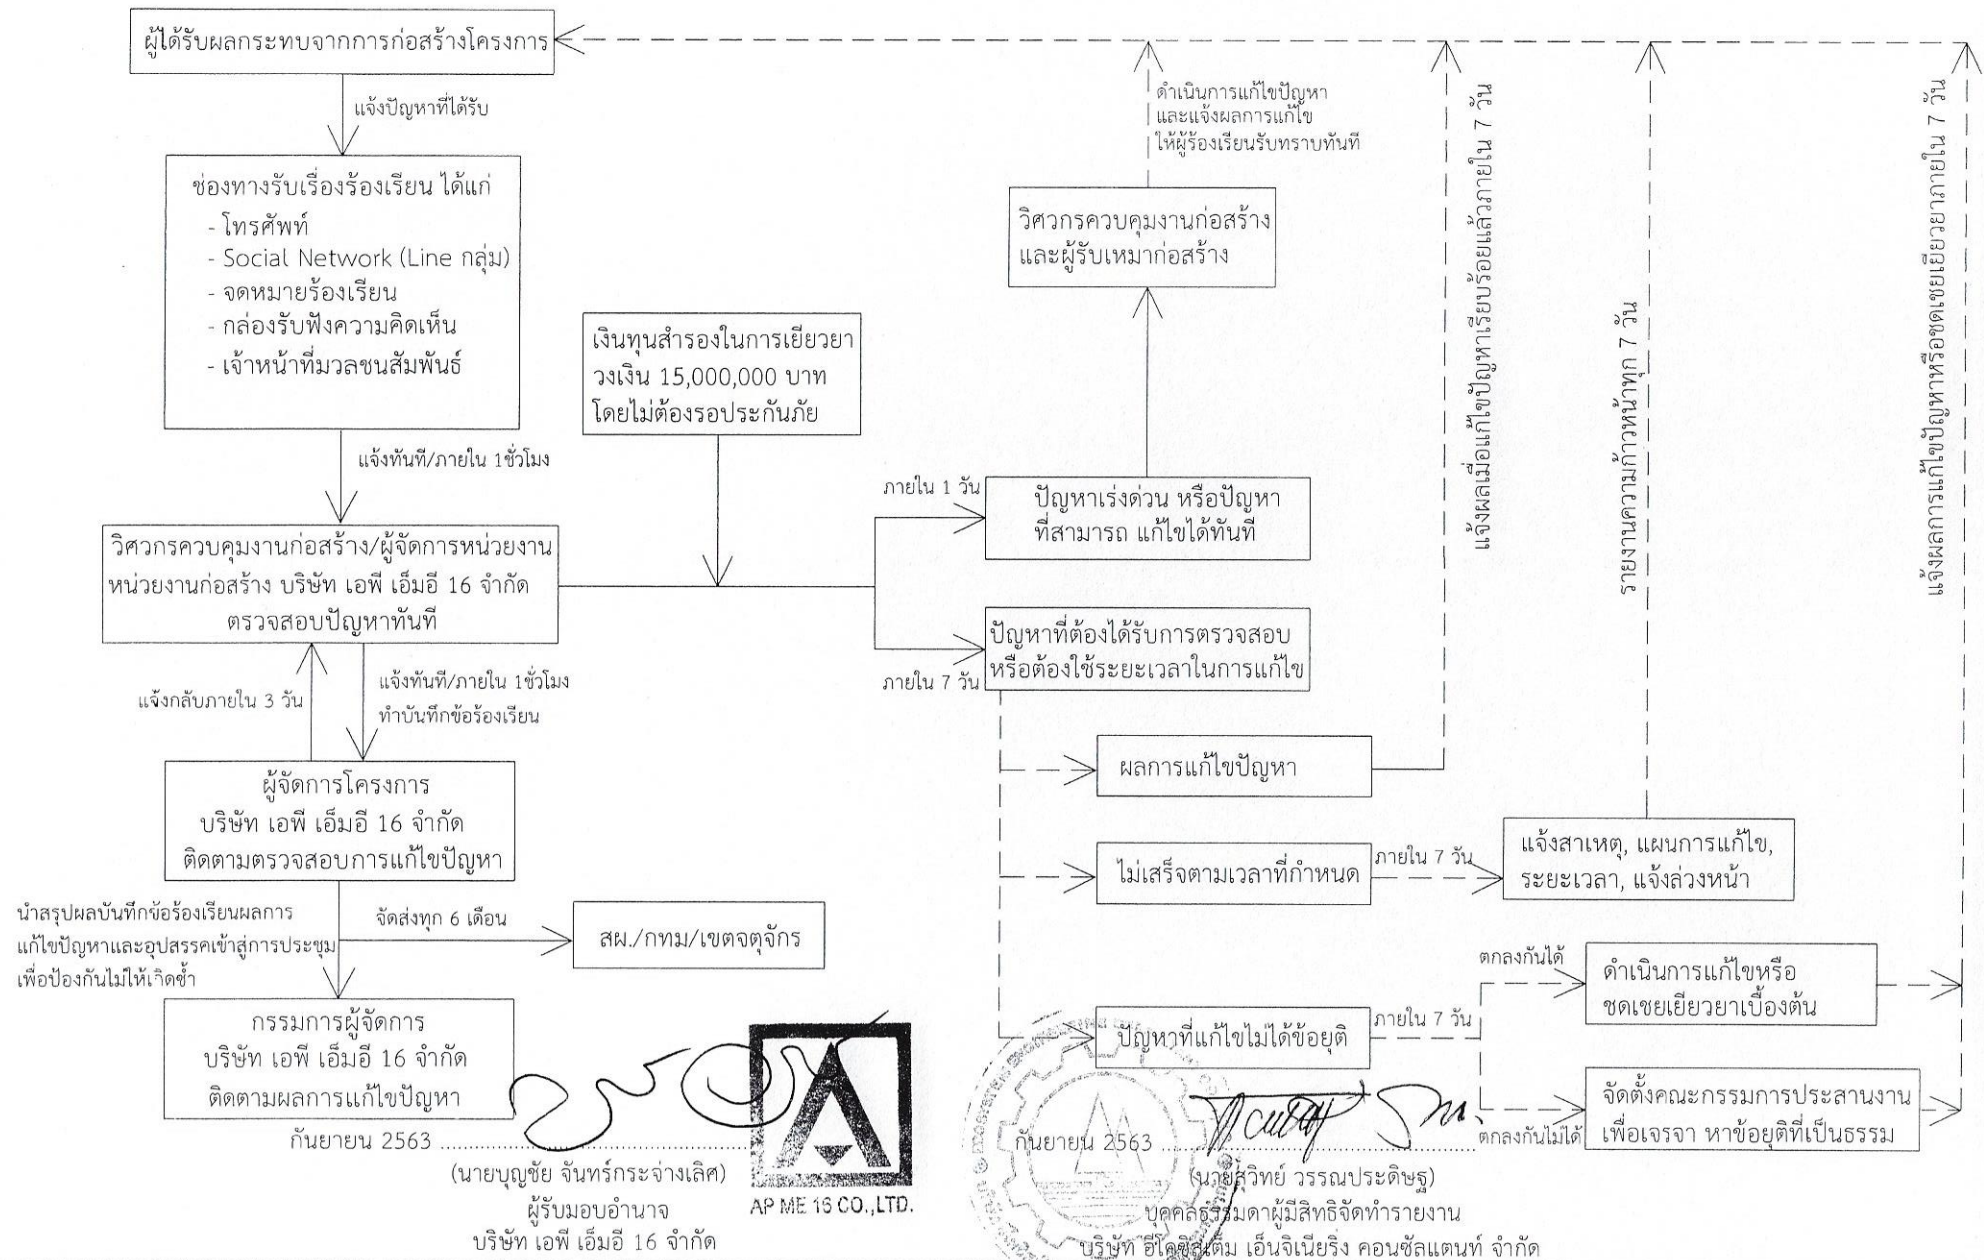 ผู้ได้รับผลกระทบจากการก่อสร้างโครงการ
แจ้งปัญหาที่ได้รับ
ช่องทางรับเรื่องร้องเรียน ได้แก่
- โทรศัพท์
- Social Network (Line กลุ่ม)
- จดหมายร้องเรียน
- กล่องรับฟังความคิดเห็น
- เจ้าหน้าที่มวลชนสัมพันธ์
แจ้งทันที/ภายใน 1ชั่วโมง
วิศวกรควบคุมงานก่อสร้าง/ผู้จัดการหน่วยงาน
หน่วยงานก่อสร้าง บริษัท เอพี เอ็มอี 16 จำกัด
ตรวจสอบปัญหาทันที
แจ้งกลับภายใน 3 วัน
แจ้งทันที/ภายใน 1ชั่วโมง
ทำบันทึกข้อร้องเรียน
ผู้จัดการโครงการ
บริษัท เอพี เอ็มอี 16 จำกัด
ติดตามตรวจสอบการแก้ไขปัญหา
นำสรุปผลบันทึกข้อร้องเรียนผลการ
แก้ไขปัญหาและอุปสรรคเข้าสู่การประชุม
เพื่อป้องกันไม่ให้เกิดซ้ำ
จัดส่งทุก 6 เดือน
สผ./กทม/เขตจตุจักร
กรรมการผู้จัดการ
บริษัท เอพี เอ็มอี 16 จำกัด
ติดตามผลการแก้ไขปัญหา
เงินทุนสำรองในการเยียวยา
วงเงิน 15,000,000 บาท
โดยไม่ต้องรอประกันภัย
ดำเนินการแก้ไขปัญหา
และแจ้งผลการแก้ไข
ให้ผู้ร้องเรียนรับทราบทันที
วิศวกรควบคุมงานก่อสร้าง
และผู้รับเหมาก่อสร้าง
ภายใน 1 วัน
ปัญหาเร่งด่วน หรือปัญหา
ที่สามารถ แก้ไขได้ทันที
ภายใน 7 วัน
ปัญหาที่ต้องได้รับการตรวจสอบ
หรือต้องใช้ระยะเวลาในการแก้ไข
ผลการแก้ไขปัญหา
แจ้งผลเมื่อแก้ไขปัญหาเรียบร้อยแล้วภายใน 7 วัน
ไม่เสร็จตามเวลาที่กำหนด
ภายใน 7 วัน
แจ้งสาเหตุ, แผนการแก้ไข,
ระยะเวลา, แจ้งล่วงหน้า
รายงานความก้าวหน้าทุก 7 วัน
ปัญหาที่แก้ไขไม่ได้ข้อยุติ
ภายใน 7 วัน
ตกลงกันได้
ดำเนินการแก้ไขหรือ
ชดเชยเยียวยาเบื้องต้น
ตกลงกันไม่ได้
จัดตั้งคณะกรรมการประสานงาน
เพื่อเจรจา หาข้อยุติที่เป็นธรรม
แจ้งผลการแก้ไขปัญหาหรือชดเชยเยียวยาภายใน 7 วัน
กันยายน 2563
(นายบุญชัย จันทร์กระจ่างเลิศ)
ผู้รับมอบอำนาจ
บริษัท เอพี เอ็มอี 16 จำกัด
AP ME 16 CO.,LTD.
กันยายน 2563
(นายสุวิทย์ วรรณประดิษฐ)
บุคคลธรรมดาผู้มีสิทธิจัดทำรายงาน
บริษัท อีโคซิสเต็ม เอ็นจิเนียริ่ง คอนซัลแตนท์ จำกัด